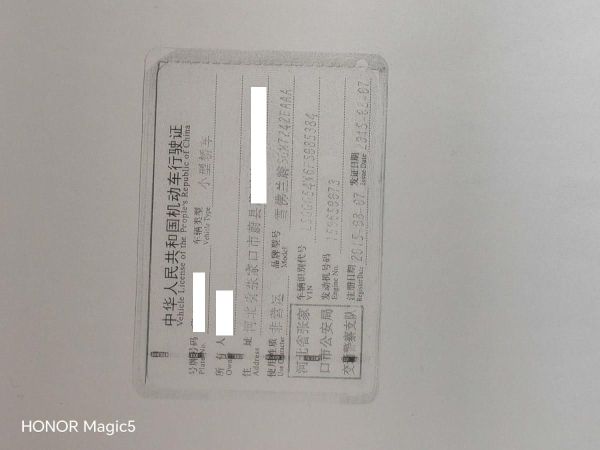 中华人民共和国机动车行驶证
Vehicle License of the People's Republic of China
号牌号码 车辆类型 小型轿车
Plate No. Vehicle Type
所有人
Owner
住址 河北省张家口市蔚县
Address
使用性质 非营运 品牌型号 雪佛兰牌
Use Character Model
河北省张家
口市公安局
交通警察支队
车辆识别代号
VIN
发动机号码
Engine No.
注册日期 2015-08-07 发证日期
Register Date Issue Date
HONOR Magic5